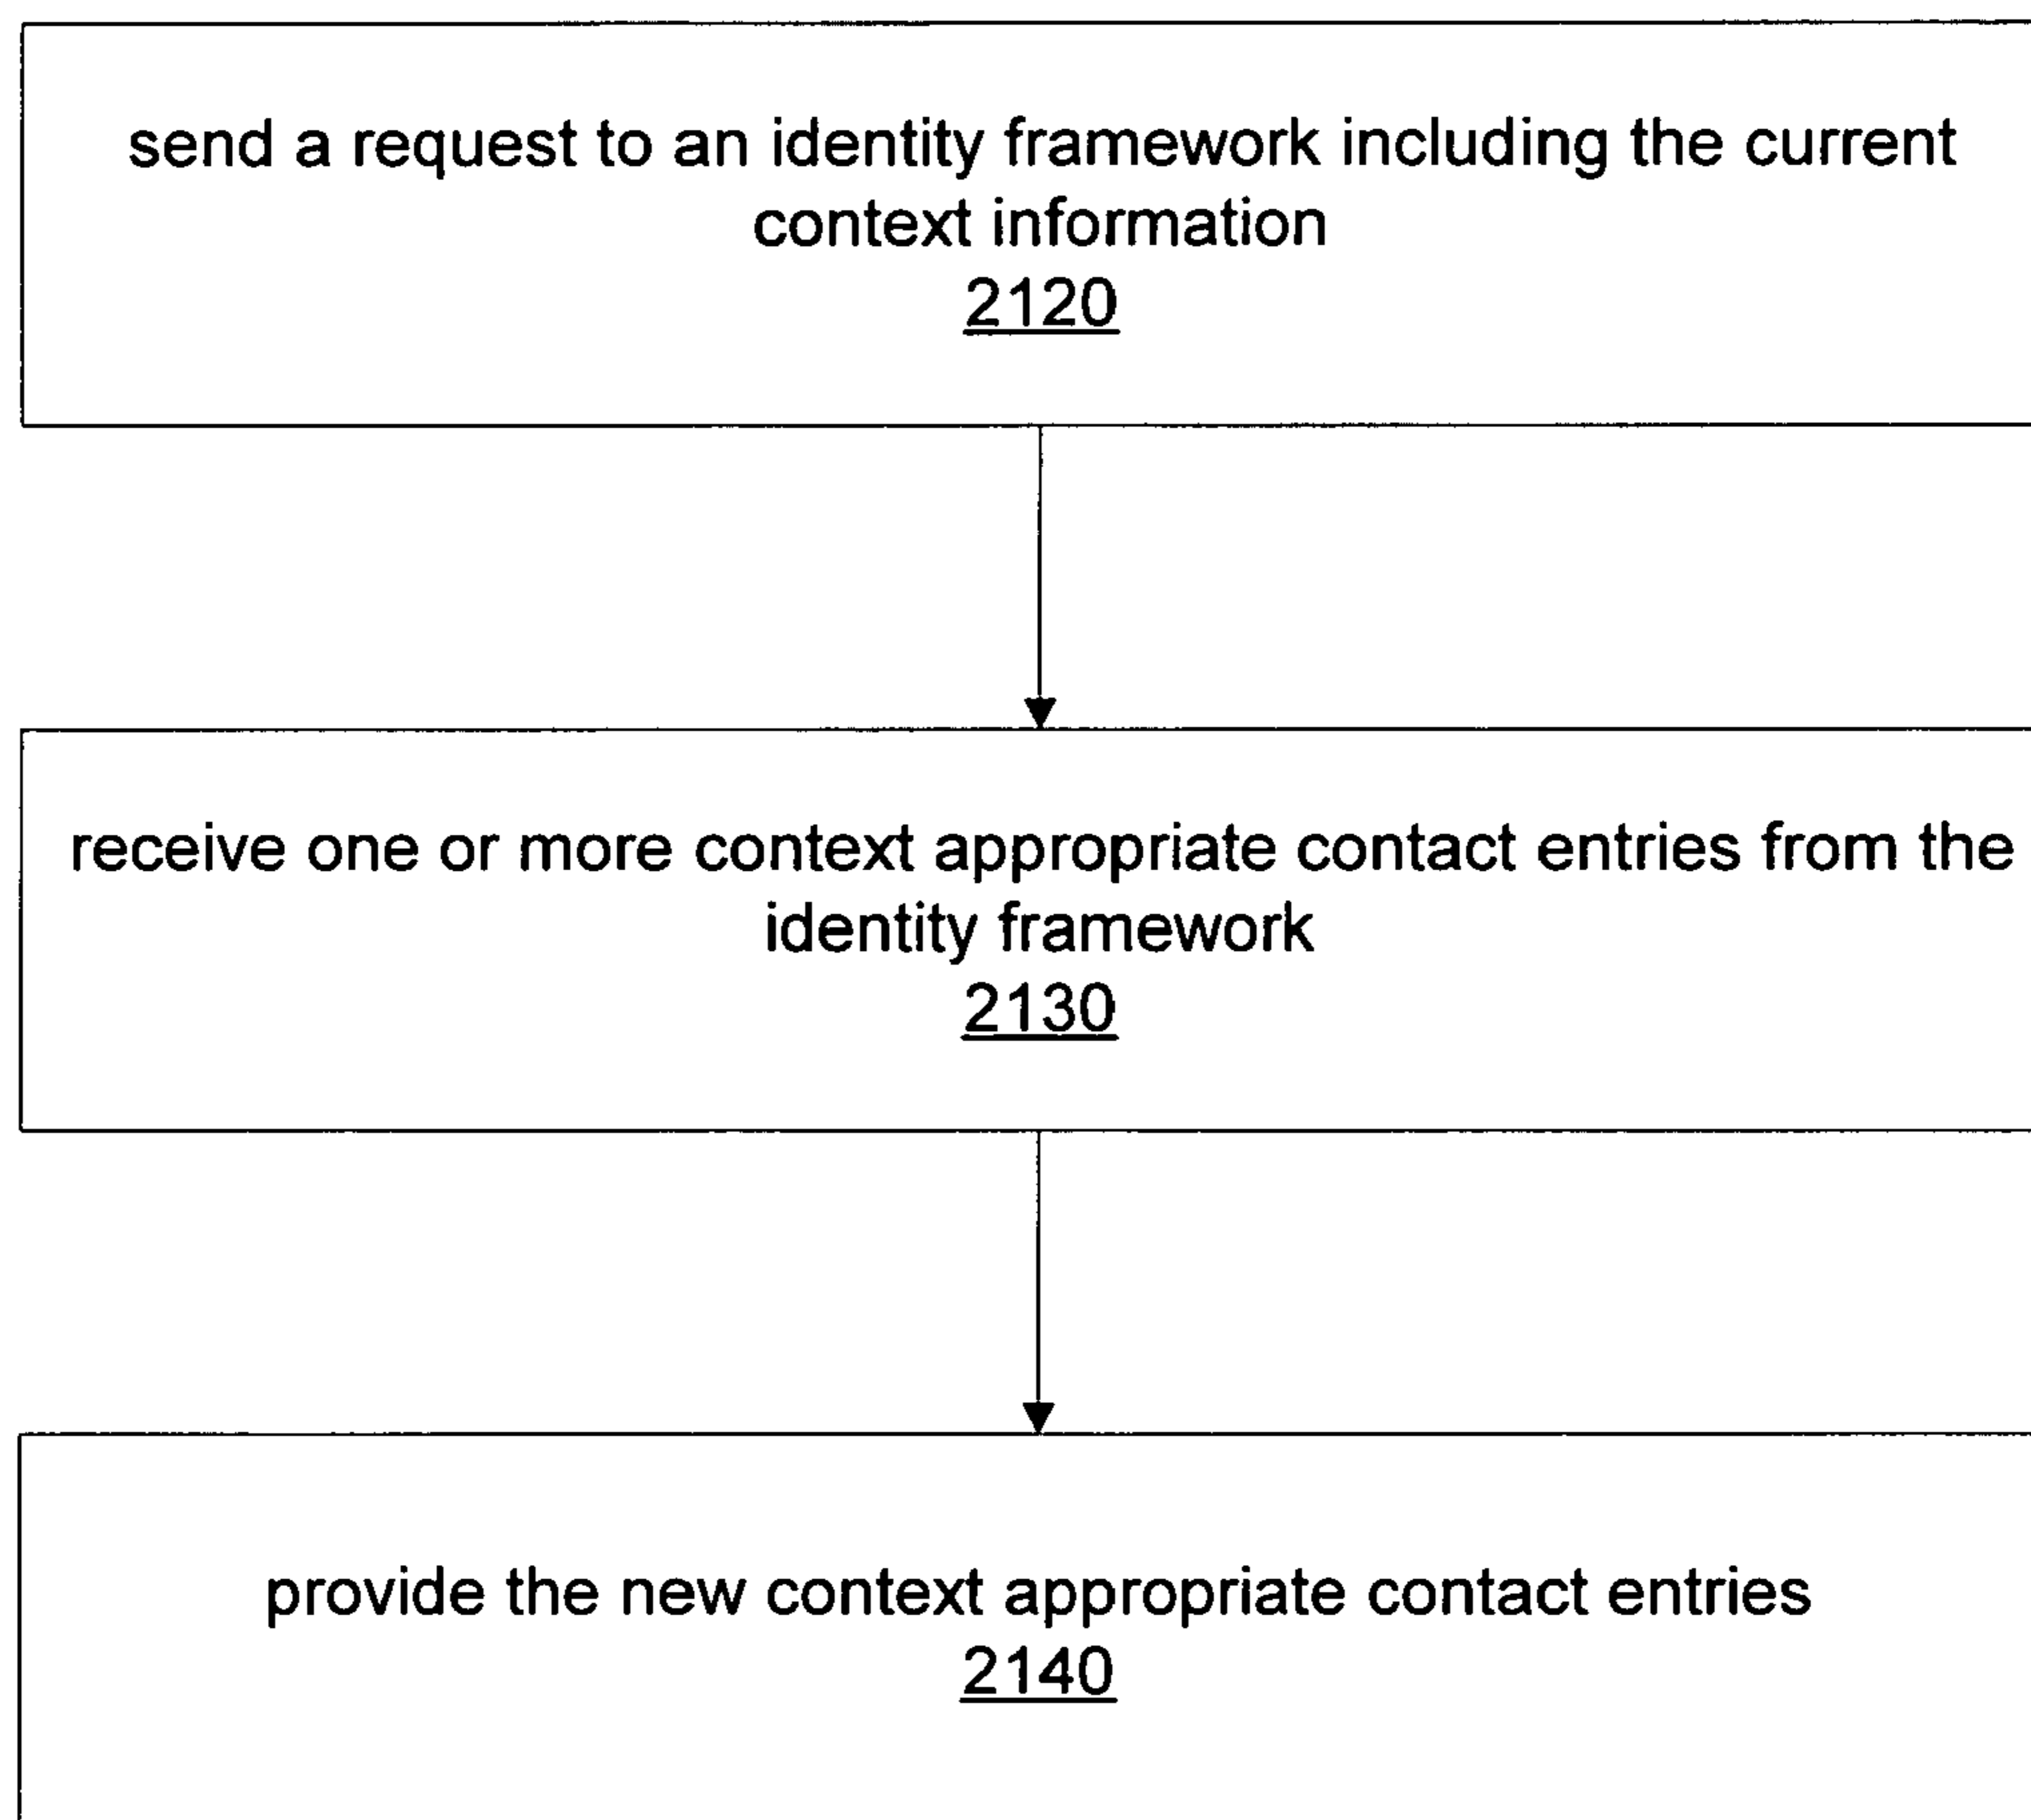 send a request to an identity framework including the current
context information
2120
receive one or more context appropriate contact entries from the
identity framework
2130
provide the new context appropriate contact entries
2140